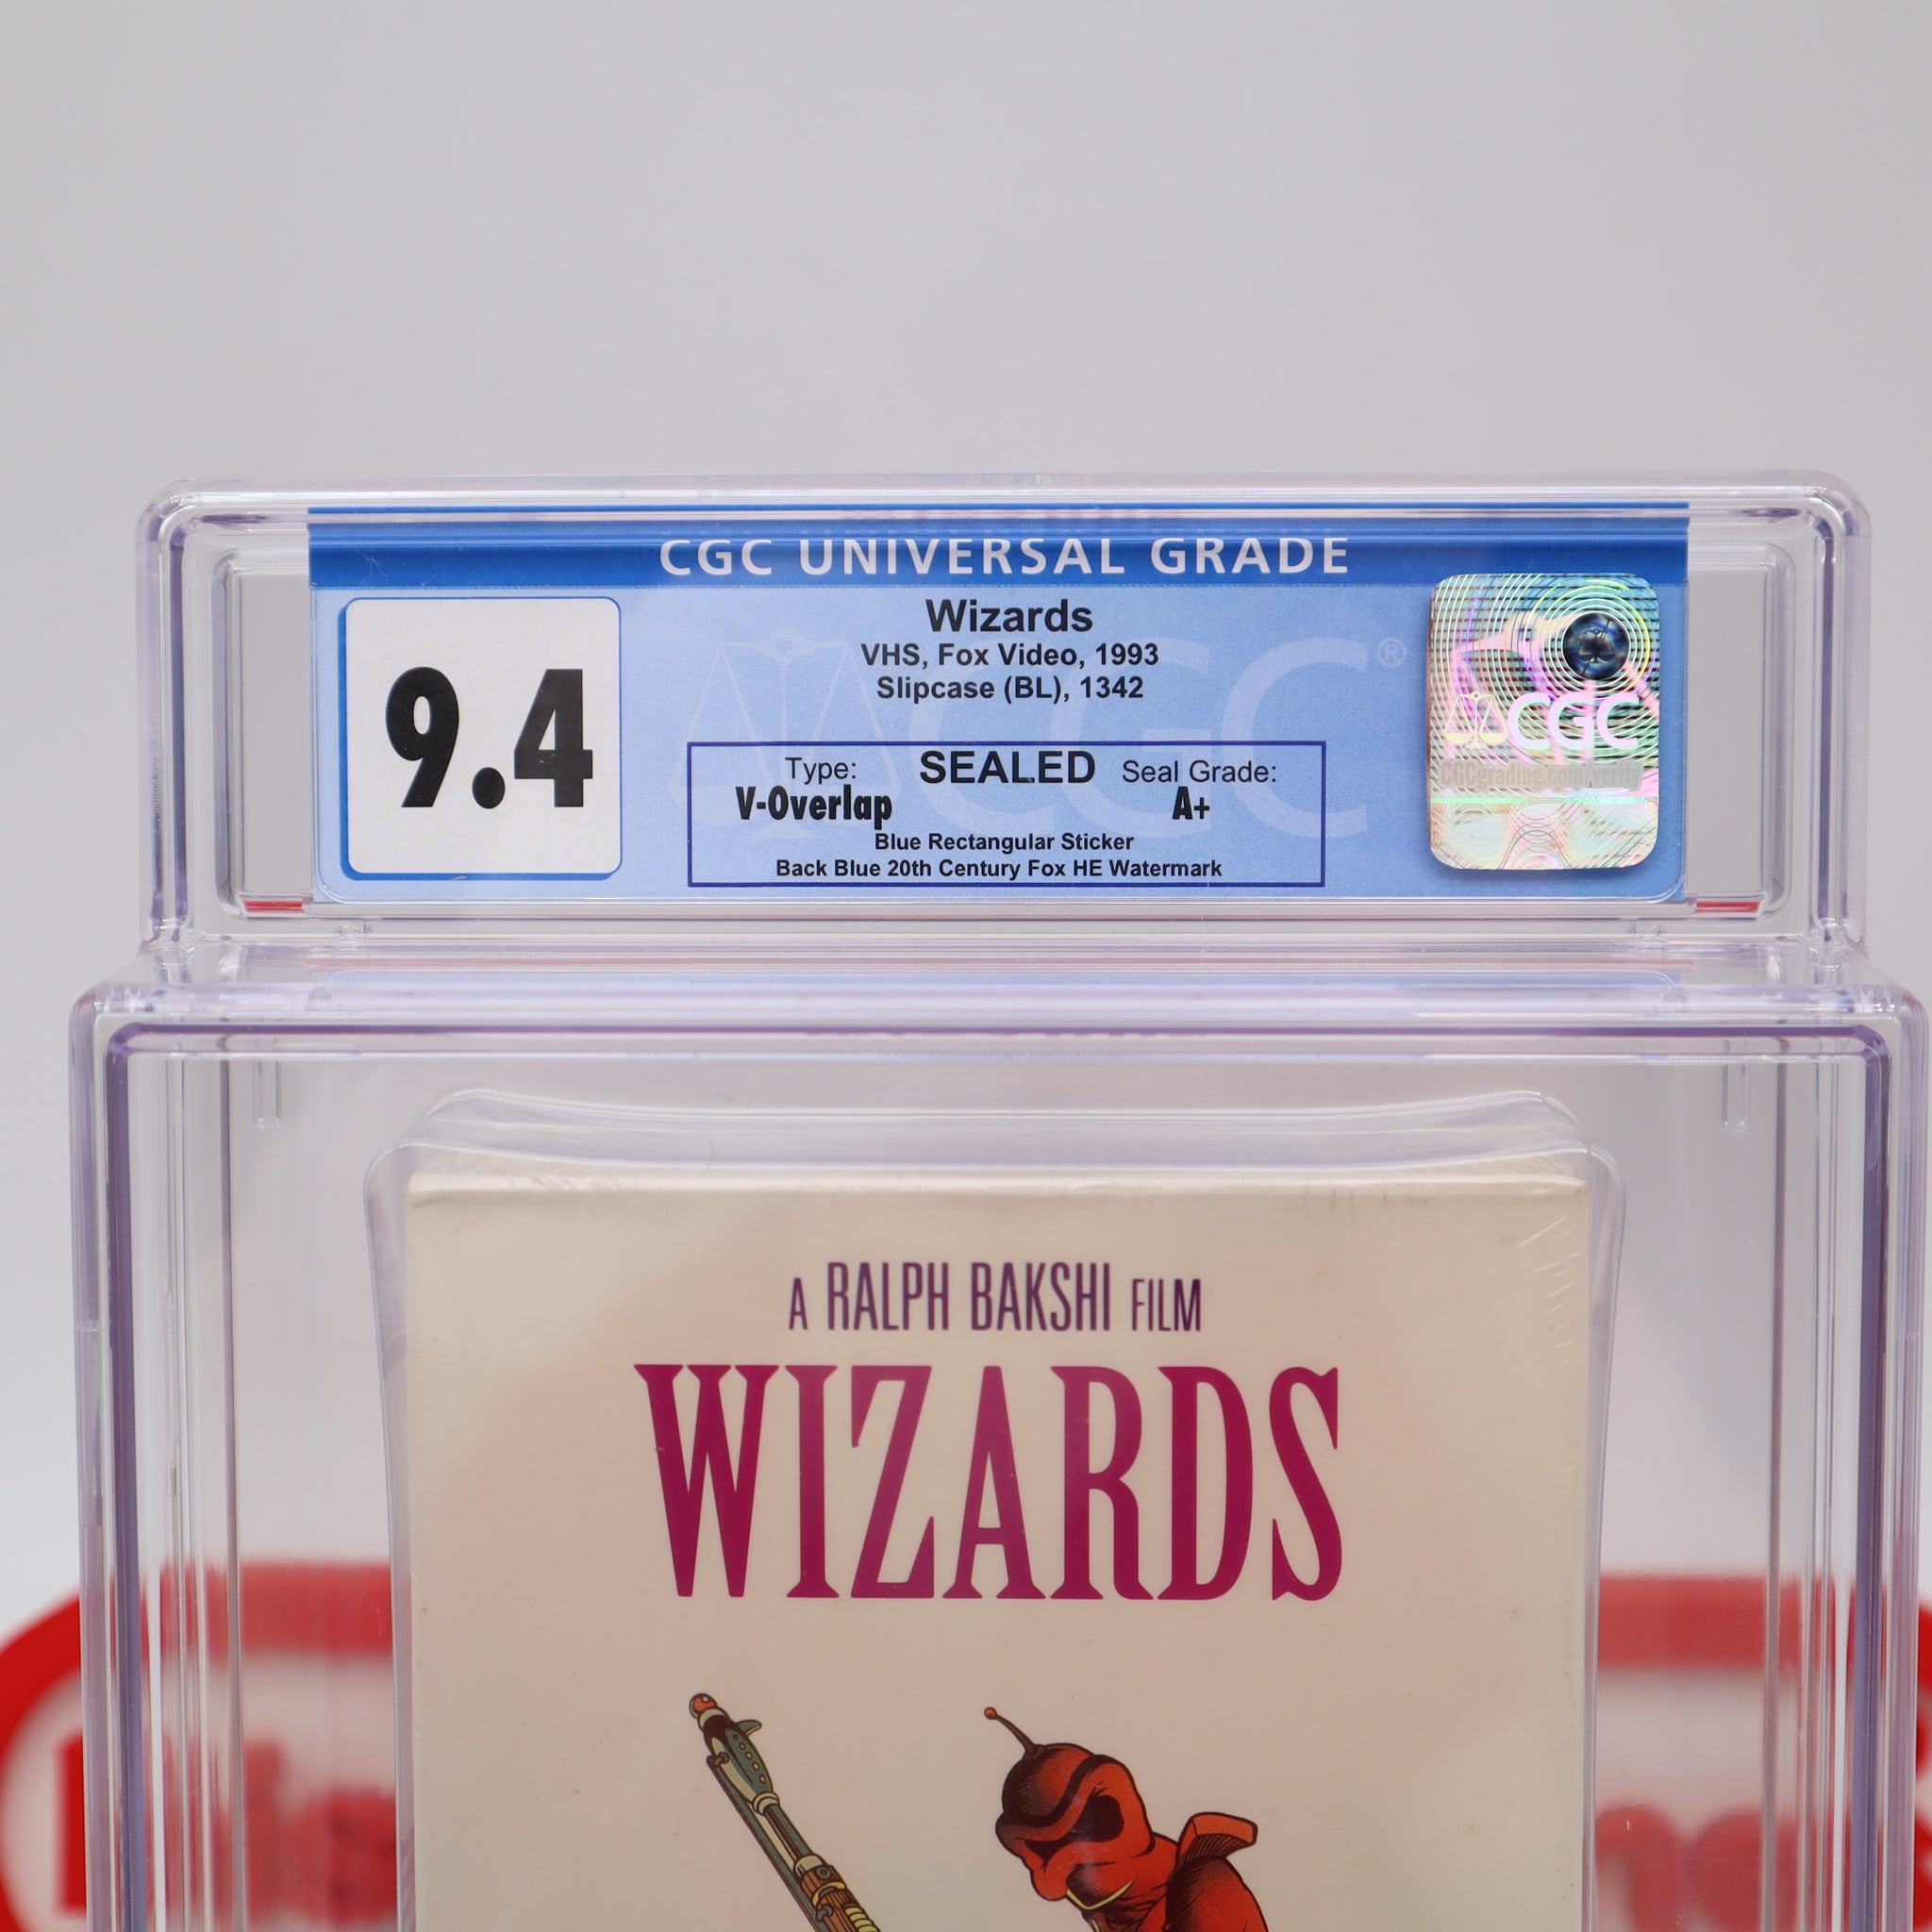 CGC UNIVERSAL GRADE
9.4
Wizards
VHS, Fox Video, 1993
Slipcase (BL), 1342
Type: SEALED Seal Grade:
V-Overlap A+
Blue Rectangular Sticker
Back Blue 20th Century Fox HE Watermark
CGC®
CGC
CGCgrading.com/verify
A RALPH BAKSHI FILM
WIZARDS